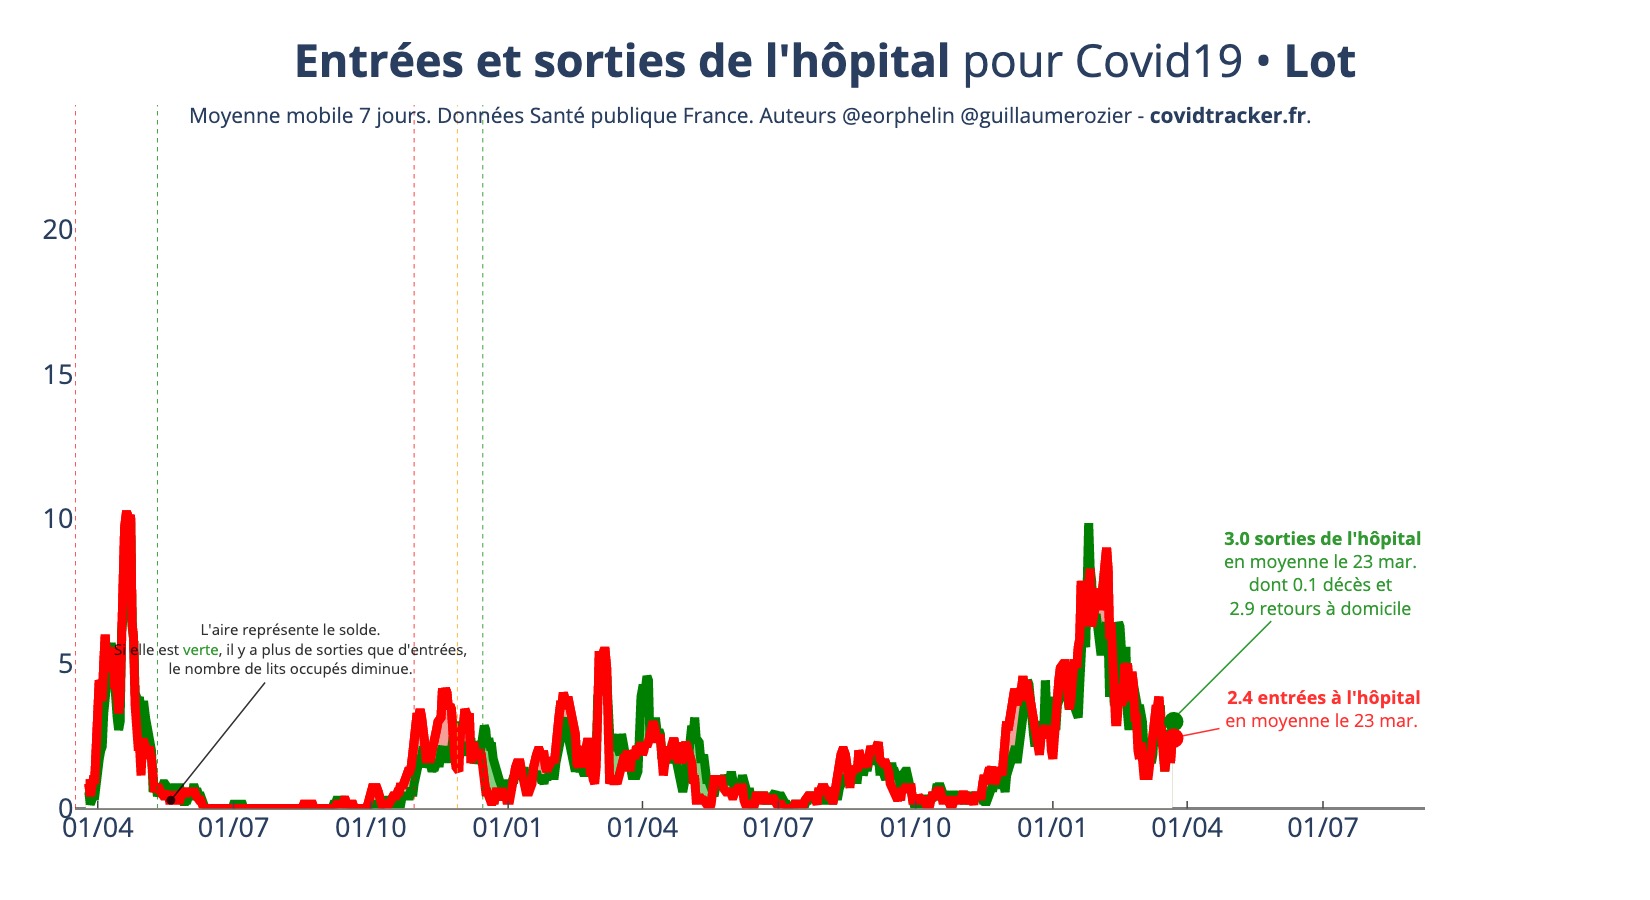 Entrées et sorties de l'hôpital pour Covid19 • Lot
Moyenne mobile 7 jours. Données Santé publique France. Auteurs @eorphelin @guillaumerozier - covidtracker.fr.
20
15
10
5
0
3.0 sorties de l'hôpital
en moyenne le 23 mar.
dont 0.1 décès et
2.9 retours à domicile
L'aire représente le solde.
Si elle est verte, il y a plus de sorties que d'entrées,
le nombre de lits occupés diminue.
2.4 entrées à l'hôpital
en moyenne le 23 mar.
01/04 01/07 01/10 01/01 01/04 01/07 01/10 01/01 01/04 01/07